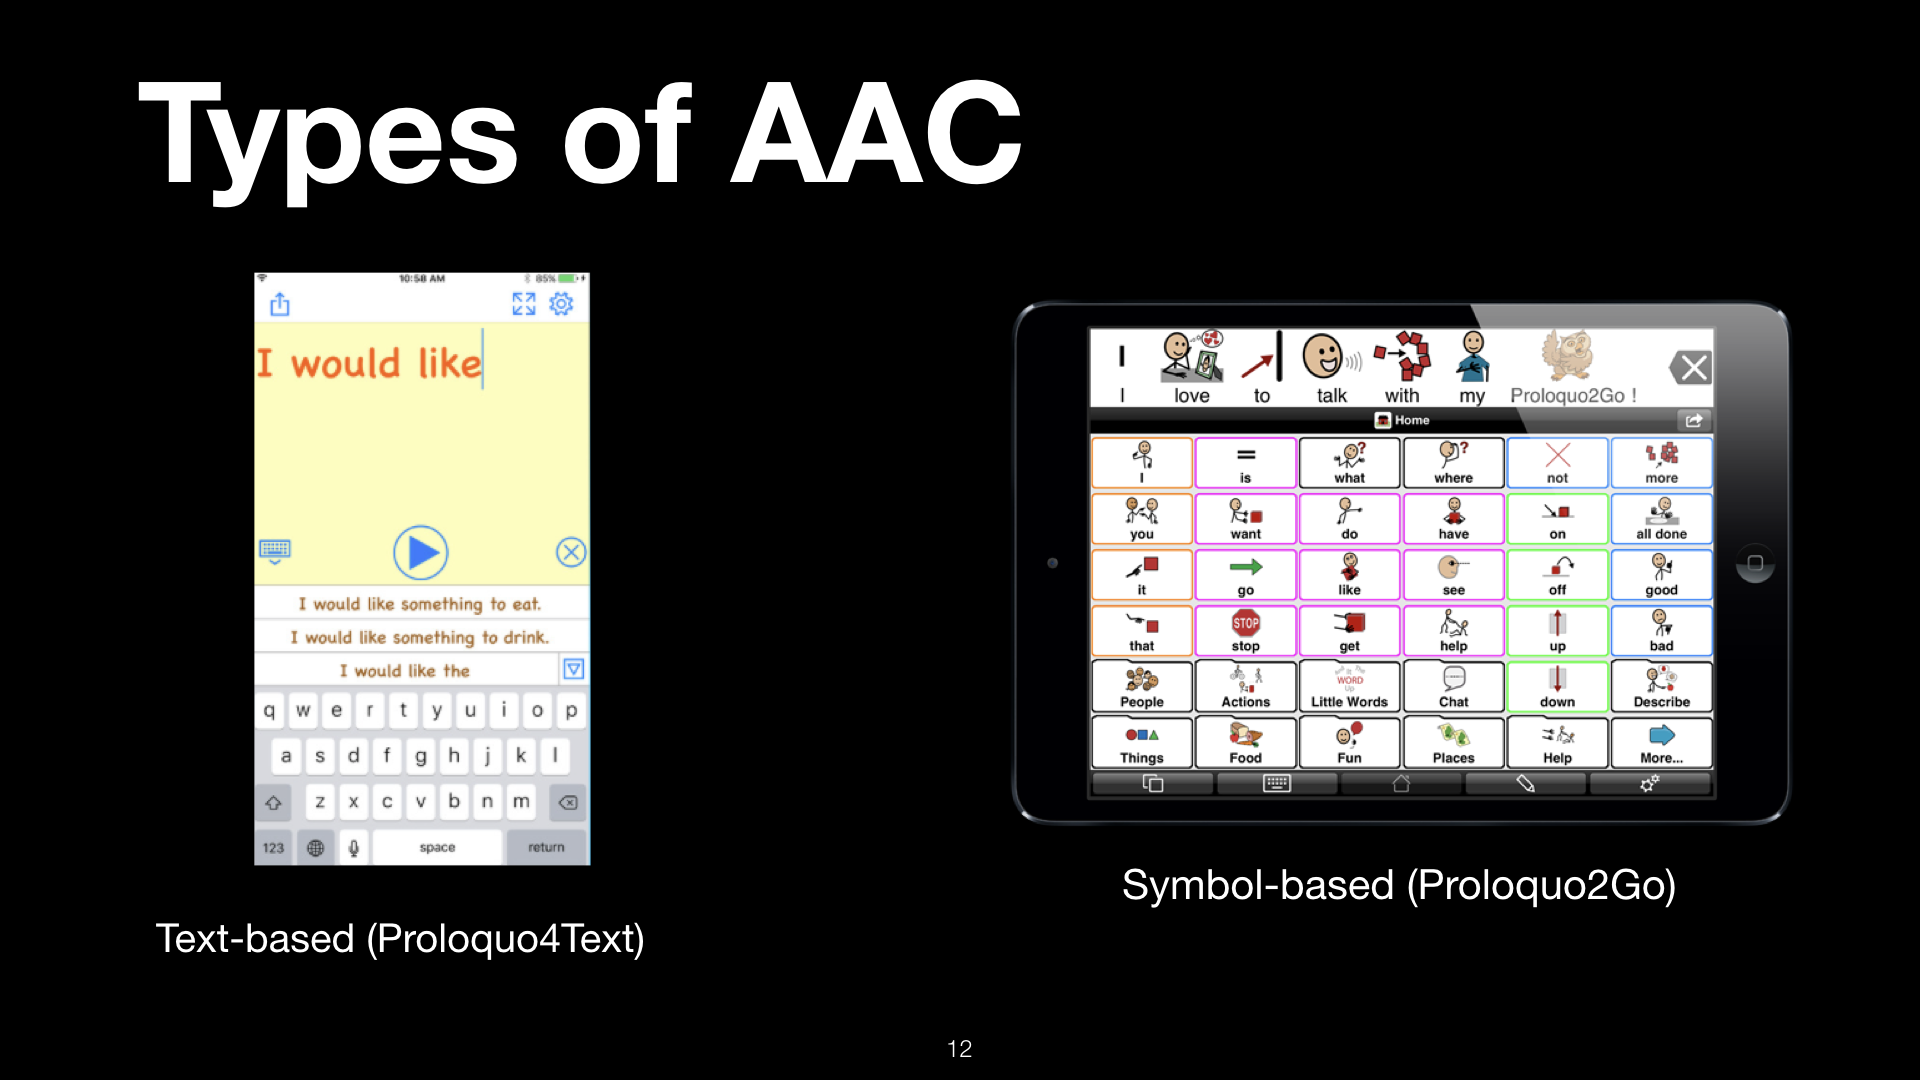 Types of AAC
10:58 AM 85%
I would like
I would like something to eat.
I would like something to drink.
I would like the
q w e r t y u i o p
a s d f g h j k l
z x c v b n m
123 space return
Text-based (Proloquo4Text)
I love to talk with my Proloquo2Go !
Home
I is what where not more
you want do have on all done
it go like see off good
STOP
that stop get help up bad
WORD
up
People Actions Little Words Chat down Describe
Things Food Fun Places Help More...
Symbol-based (Proloquo2Go)
12